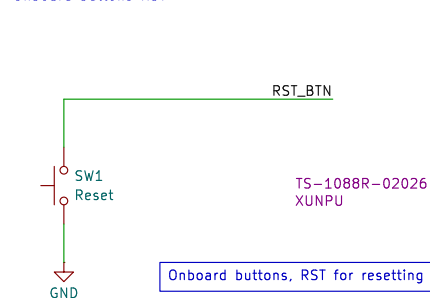 RST_BTN
SW1
Reset
TS-1088R-02026
XUNPU
Onboard buttons, RST for resetting
GND